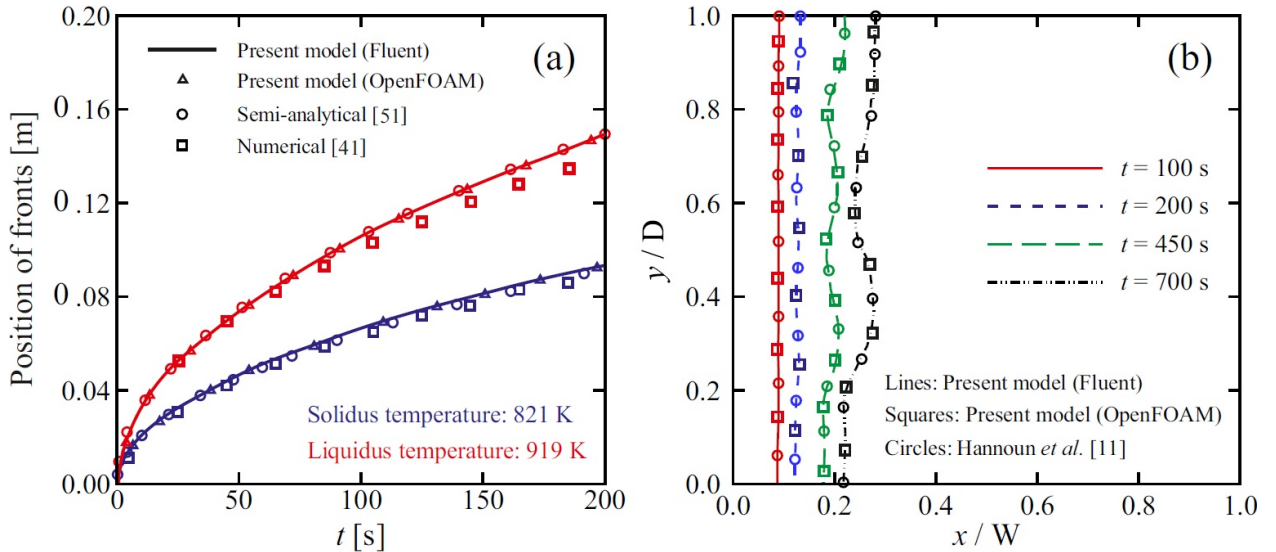 (a)
Present model (Fluent)
Present model (OpenFOAM)
Semi-analytical [51]
Numerical [41]
Position of fronts [m]
0.16
0.12
0.08
0.04
0.00
Solidus temperature: 821 K
Liquidus temperature: 919 K
0
50
100
150
200
t [s]
(b)
y / D
1.0
0.8
0.6
0.4
0.2
0.0
t = 100 s
t = 200 s
t = 450 s
t = 700 s
Lines: Present model (Fluent)
Squares: Present model (OpenFOAM)
Circles: Hannoun et al. [11]
0.0
0.2
0.4
0.6
0.8
1.0
x / W